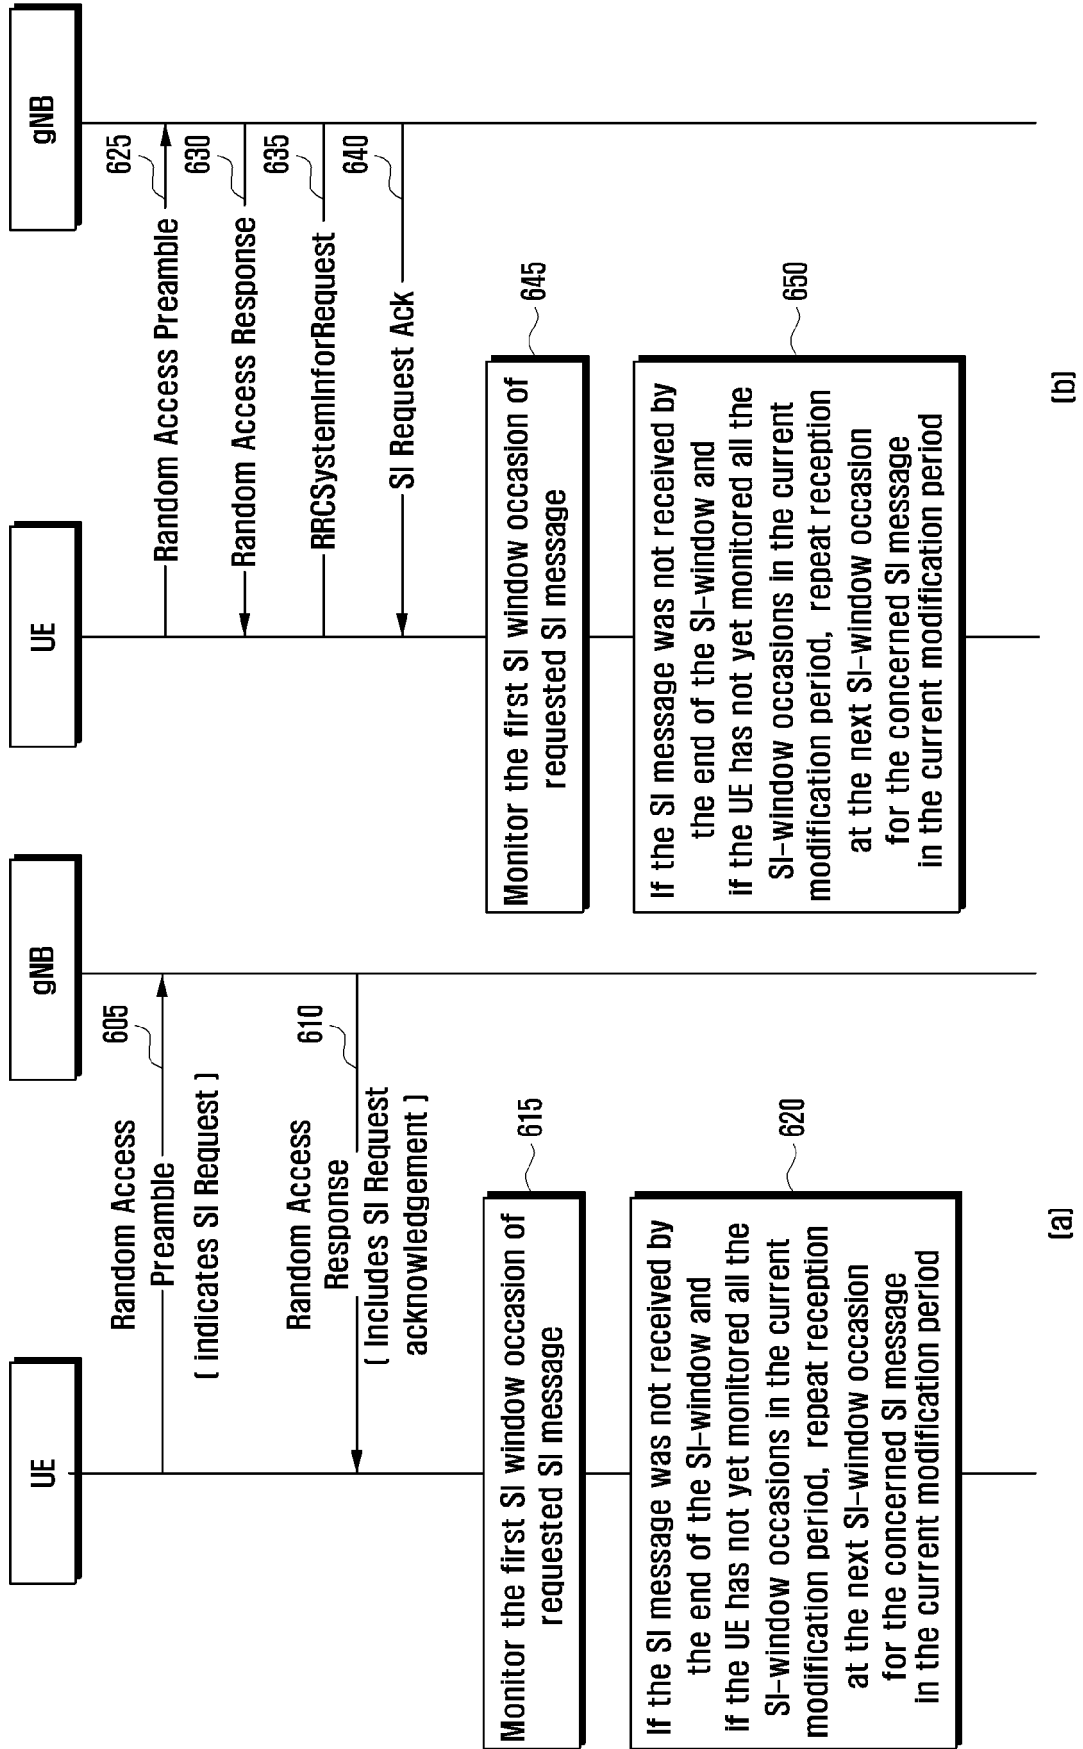 UE
gNB
Random Access
Preamble
605
( indicates SI Request )
Random Access
Response
610
( Includes SI Request
acknowledgement )
Monitor the first SI window occasion of
requested SI message
615
If the SI message was not received by
the end of the SI-window and
if the UE has not yet monitored all the
SI-window occasions in the current
modification period, repeat reception
at the next SI-window occasion
for the concerned SI message
in the current modification period
620
(a)
UE
gNB
Random Access Preamble
625
Random Access Response
630
RRCSystemInforRequest
635
SI Request Ack
640
Monitor the first SI window occasion of
requested SI message
645
If the SI message was not received by
the end of the SI-window and
if the UE has not yet monitored all the
SI-window occasions in the current
modification period, repeat reception
at the next SI-window occasion
for the concerned SI message
in the current modification period
650
(b)